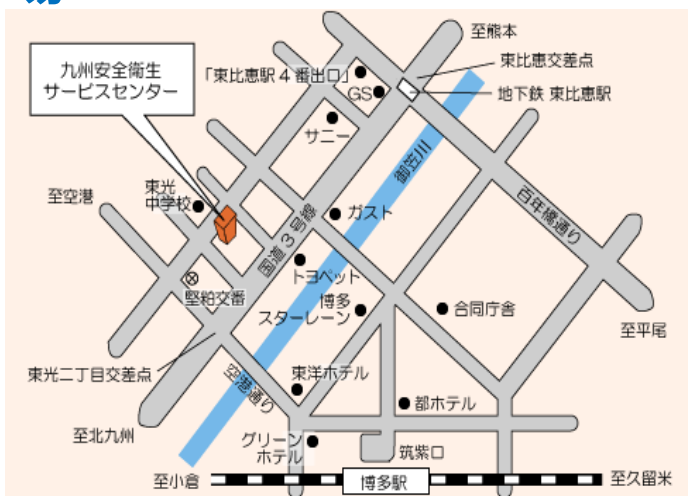 至熊本
東比恵交差点
九州安全衛生
サービスセンター
「東比恵駅4番出口」
GS
地下鉄 東比恵駅
サニー
御笠川
至空港
東光
中学校
百年橋通り
国道3号線
ガスト
トヨペット
堅粕交番
博多
スターレーン
合同庁舎
至平尾
東光二丁目交差点
空港通り
東洋ホテル
都ホテル
至北九州
グリーン
ホテル
筑紫口
至小倉
博多駅
至久留米